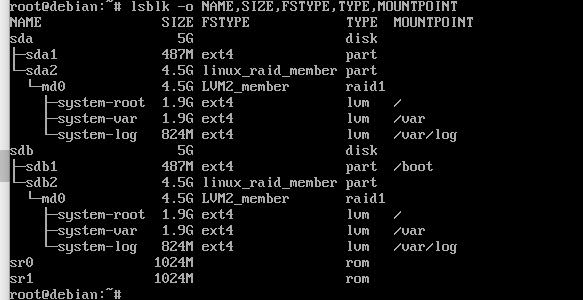 root@debian:~# lsblk -o NAME,SIZE,FSTYPE,TYPE,MOUNTPOINT
NAME                SIZE FSTYPE            TYPE  MOUNTPOINT
sda                   5G                   disk
├─sda1              487M ext4              part
└─sda2              4.5G linux_raid_member part
  └─md0             4.5G LVM2_member       raid1
    ├─system-root   1.9G ext4              lvm   /
    ├─system-var    1.9G ext4              lvm   /var
    └─system-log    824M ext4              lvm   /var/log
sdb                   5G                   disk
├─sdb1              487M ext4              part  /boot
└─sdb2              4.5G linux_raid_member part
  └─md0             4.5G LVM2_member       raid1
    ├─system-root   1.9G ext4              lvm   /
    ├─system-var    1.9G ext4              lvm   /var
    └─system-log    824M ext4              lvm   /var/log
sr0                1024M                   rom
sr1                1024M                   rom
root@debian:~#